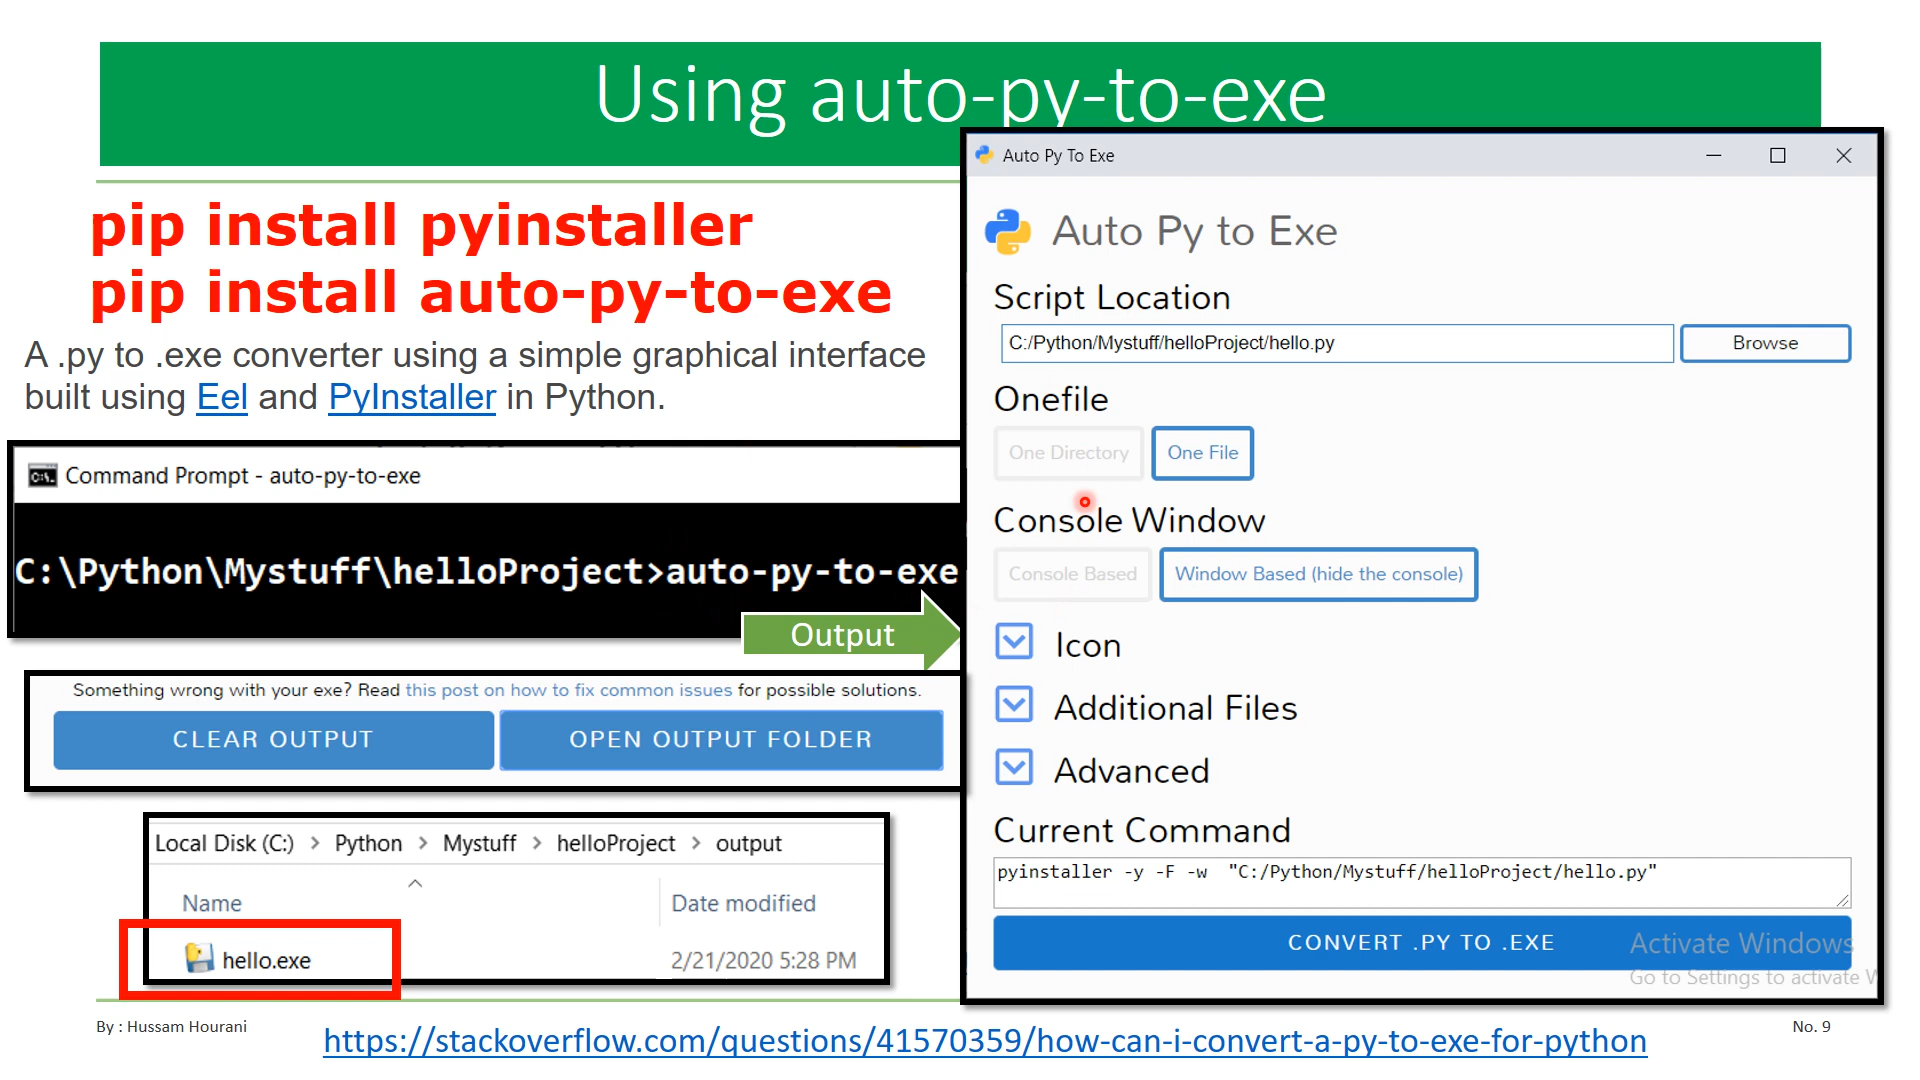 Using auto-py-to-exe
pip install pyinstaller
pip install auto-py-to-exe
A .py to .exe converter using a simple graphical interface
built using Eel and PyInstaller in Python.
Command Prompt - auto-py-to-exe
C:\Python\Mystuff\helloProject>auto-py-to-exe
Output
Something wrong with your exe? Read this post on how to fix common issues for possible solutions.
CLEAR OUTPUT
OPEN OUTPUT FOLDER
Local Disk (C:) > Python > Mystuff > helloProject > output
Name
Date modified
hello.exe
2/21/2020 5:28 PM
Auto Py To Exe
Auto Py to Exe
Script Location
C:/Python/Mystuff/helloProject/hello.py
Browse
Onefile
One Directory
One File
Console Window
Console Based
Window Based (hide the console)
Icon
Additional Files
Advanced
Current Command
pyinstaller -y -F -w  "C:/Python/Mystuff/helloProject/hello.py"
CONVERT .PY TO .EXE
Activate Windows
Go to Settings to activate W
By : Hussam Hourani
https://stackoverflow.com/questions/41570359/how-can-i-convert-a-py-to-exe-for-python
No. 9